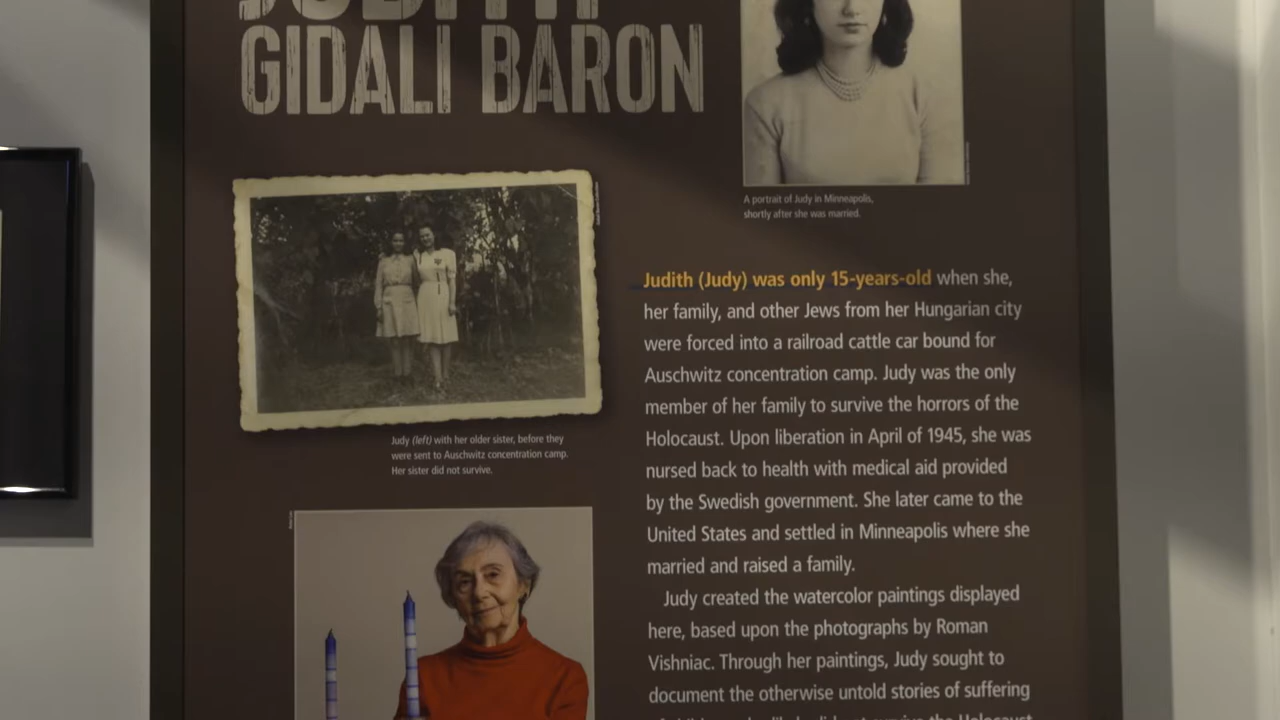 JUDITH
GIDALI BARON
A portrait of Judy in Minneapolis,
shortly after she was married.
Judith (Judy) was only 15-years-old when she,
her family, and other Jews from her Hungarian city
were forced into a railroad cattle car bound for
Auschwitz concentration camp. Judy was the only
member of her family to survive the horrors of the
Holocaust. Upon liberation in April of 1945, she was
nursed back to health with medical aid provided
by the Swedish government. She later came to the
United States and settled in Minneapolis where she
married and raised a family.
Judy created the watercolor paintings displayed
here, based upon the photographs by Roman
Vishniac. Through her paintings, Judy sought to
document the otherwise untold stories of suffering
Judy (left) with her older sister, before they
were sent to Auschwitz concentration camp.
Her sister did not survive.